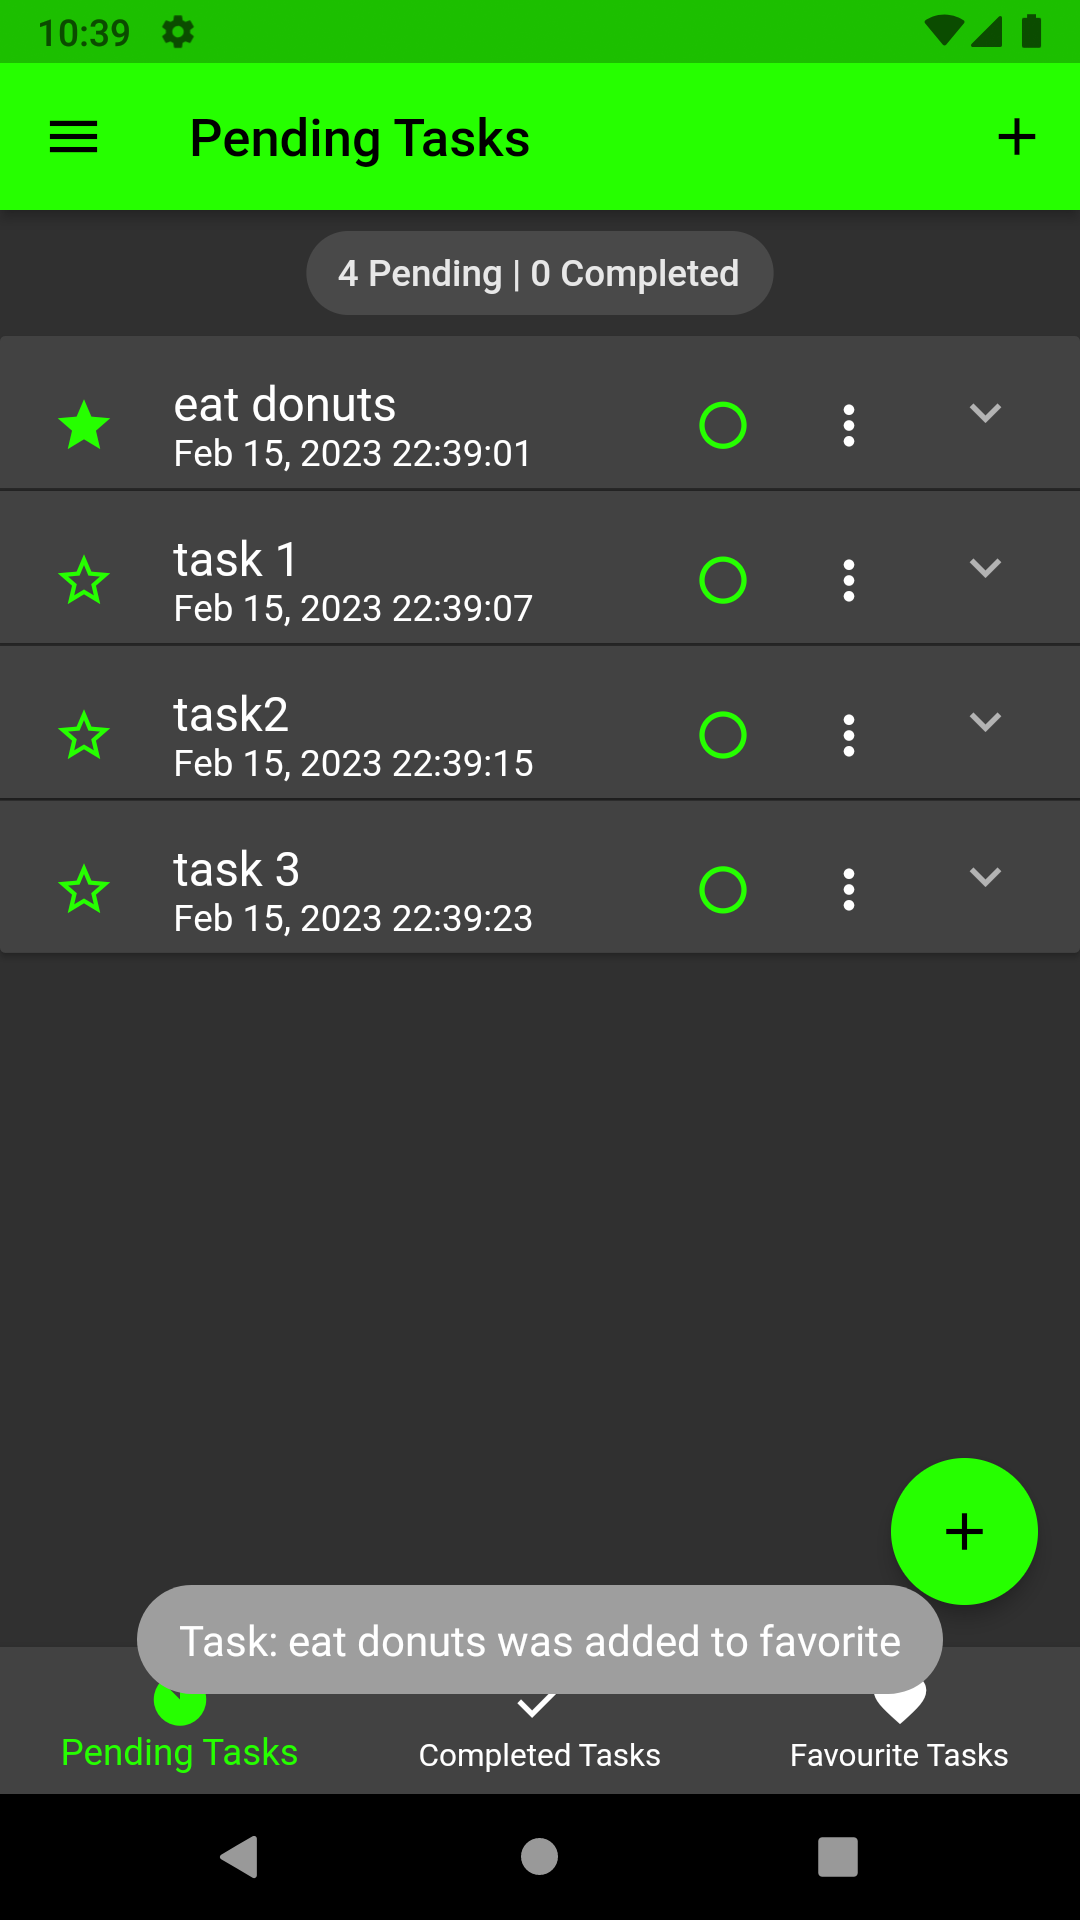 10:39
Pending Tasks
4 Pending | 0 Completed
eat donuts
Feb 15, 2023 22:39:01
task 1
Feb 15, 2023 22:39:07
task2
Feb 15, 2023 22:39:15
task 3
Feb 15, 2023 22:39:23
Task: eat donuts was added to favorite
Pending Tasks
Completed Tasks
Favourite Tasks